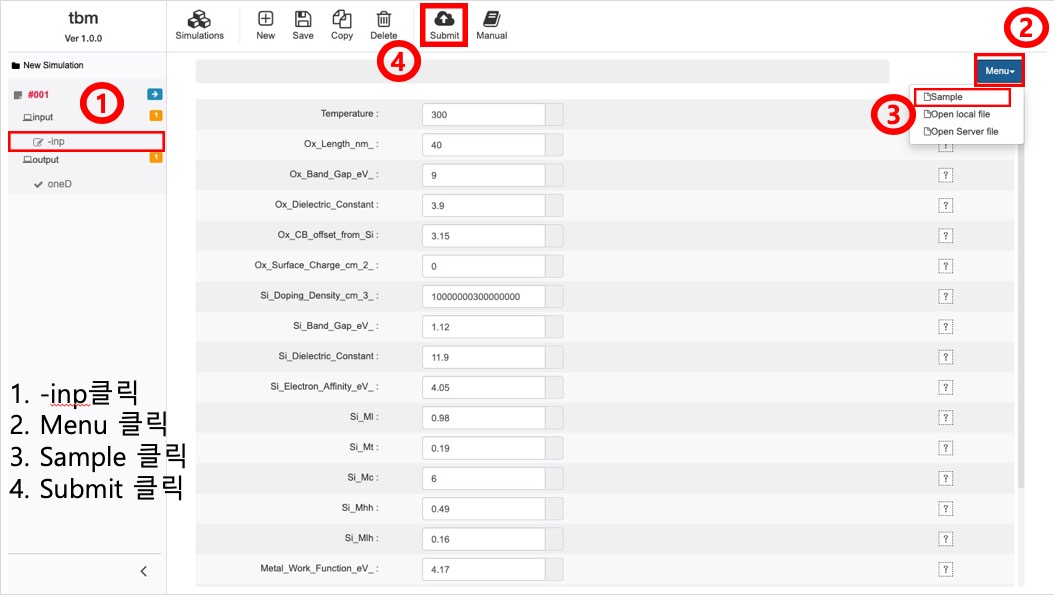 tbm
Ver 1.0.0
Simulations
New
Save
Copy
Delete
Submit
Manual
New Simulation
#001
input
1
-inp
output
1
oneD
1
2
3
4
Menu
Sample
Open local file
Open Server file
Temperature : 300
Ox_Length_nm_ : 40 ?
Ox_Band_Gap_eV_ : 9 ?
Ox_Dielectric_Constant : 3.9 ?
Ox_CB_offset_from_Si : 3.15 ?
Ox_Surface_Charge_cm_2_ : 0 ?
Si_Doping_Density_cm_3_ : 10000000300000000 ?
Si_Band_Gap_eV_ : 1.12 ?
Si_Dielectric_Constant : 11.9 ?
Si_Electron_Affinity_eV_ : 4.05 ?
Si_Ml : 0.98 ?
Si_Mt : 0.19 ?
Si_Mc : 6 ?
Si_Mhh : 0.49 ?
Si_Mlh : 0.16 ?
Metal_Work_Function_eV_ : 4.17 ?
1. -inp클릭
2. Menu 클릭
3. Sample 클릭
4. Submit 클릭